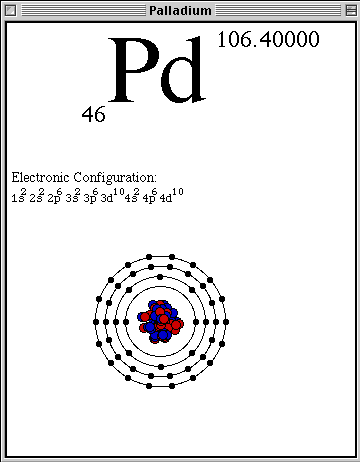 Palladium
106.40000
Pd
46
Electronic Configuration:
1s² 2s² 2p⁶ 3s² 3p⁶ 3d¹⁰ 4s² 4p⁶ 4d¹⁰